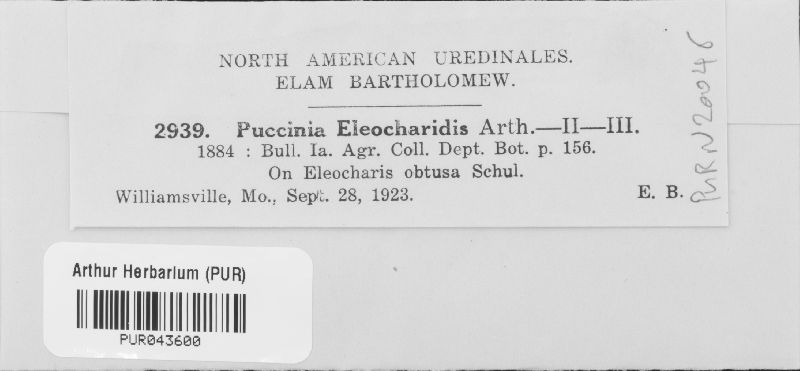 NORTH AMERICAN UREDINALES.
ELAM BARTHOLOMEW.
2939. Puccinia Eleocharidis Arth.—II—III.
1884 : Bull. Ia. Agr. Coll. Dept. Bot. p. 156.
On Eleocharis obtusa Schul.
Williamsville, Mo., Sept. 28, 1923. E. B.
PUR N20046
Arthur Herbarium (PUR)
PUR043600